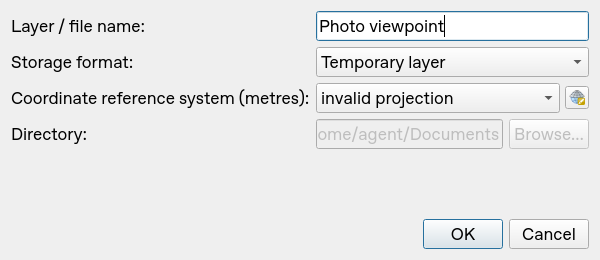 Layer / file name: Photo viewpoint
Storage format: Temporary layer
Coordinate reference system (metres): invalid projection
Directory: ome/agent/Documents Browse...
OK Cancel